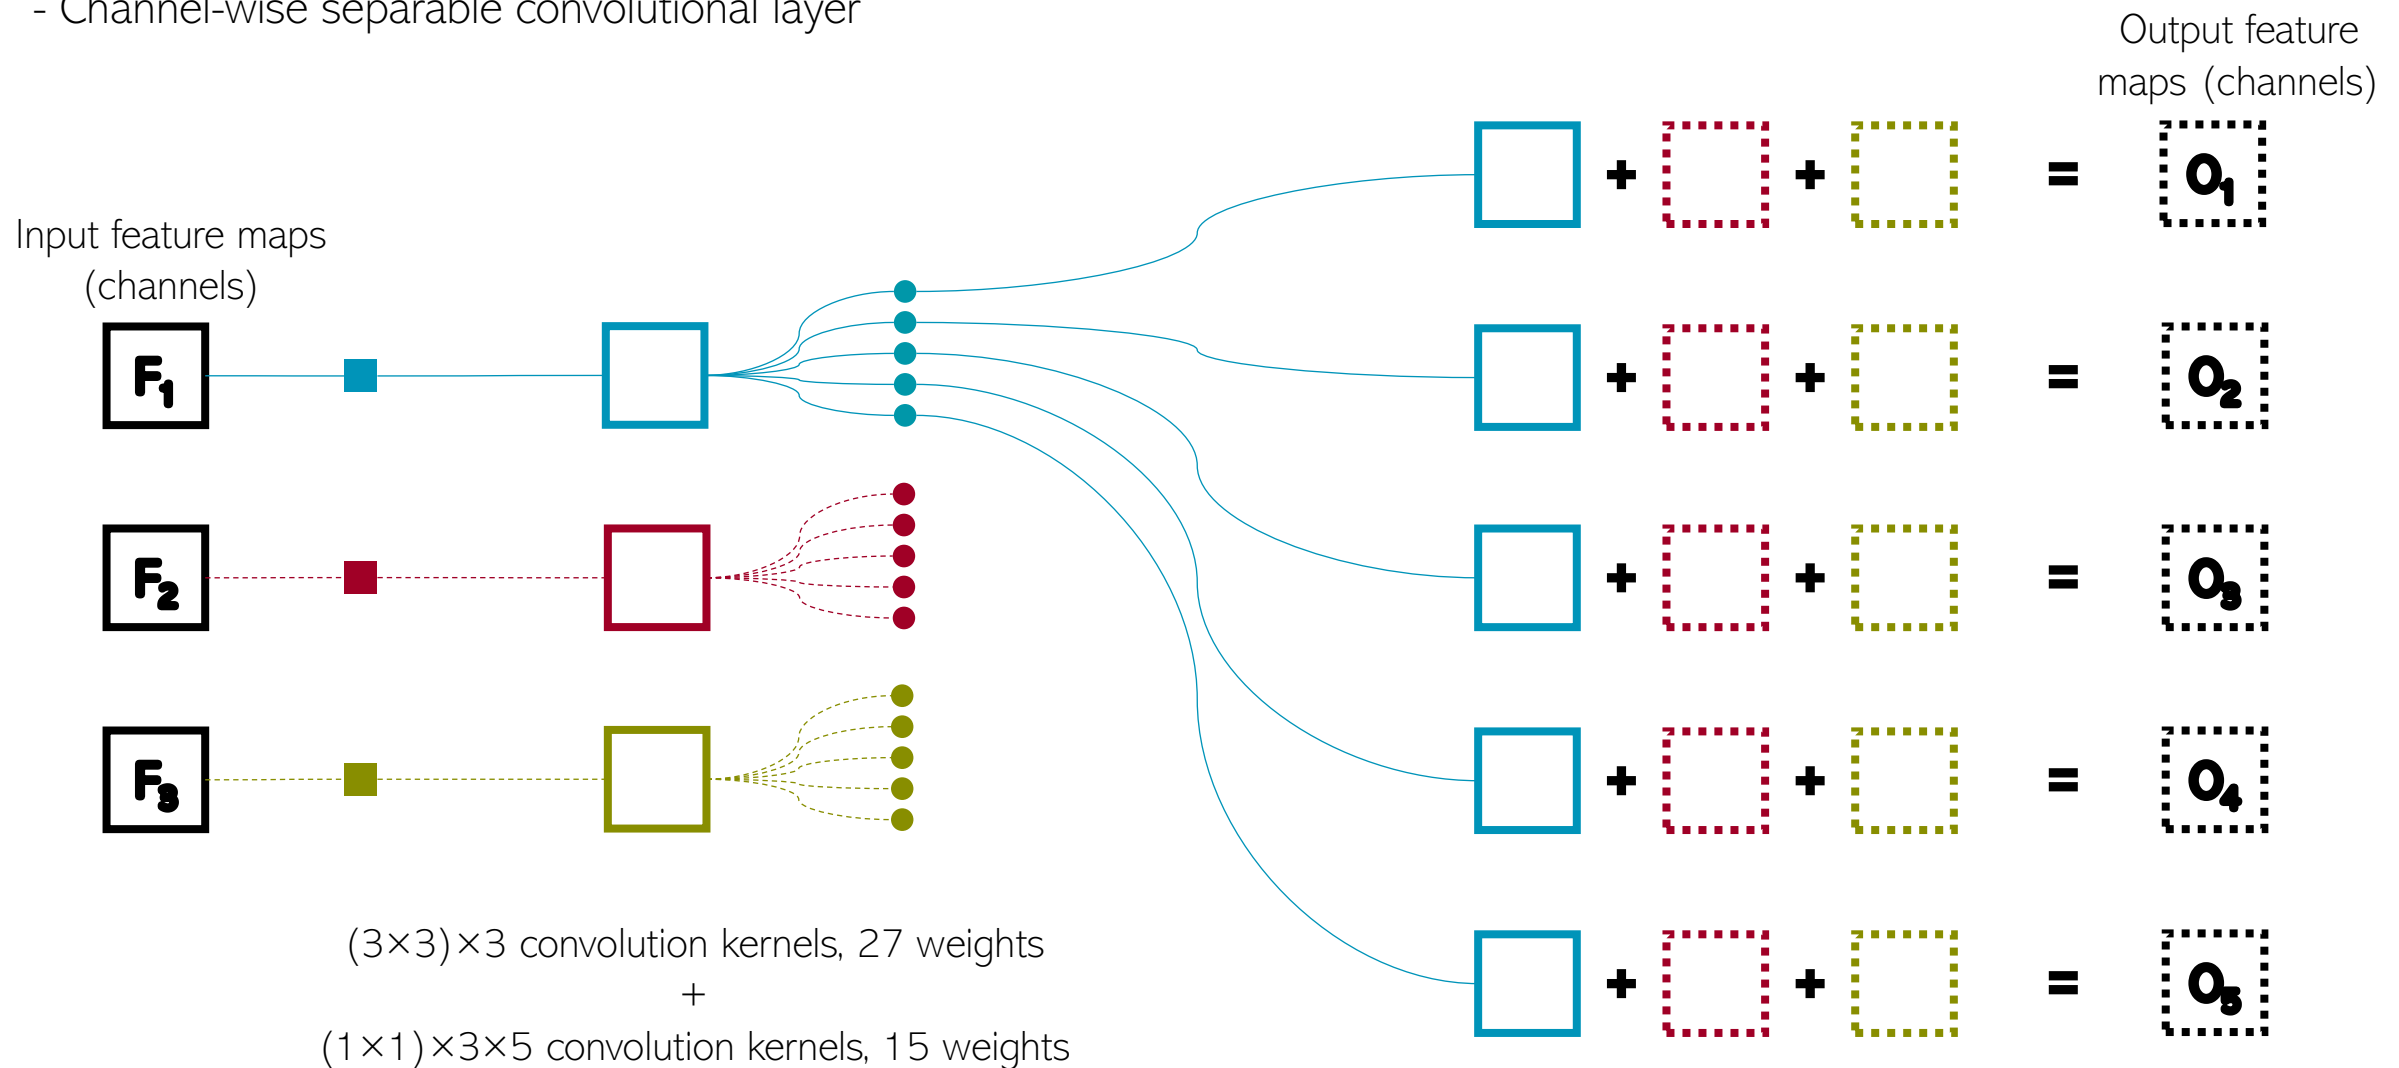 - Channel-wise separable convolutional layer
Output feature
maps (channels)
Input feature maps
(channels)
+ + = O1
F1
+ + = O2
F2
+ + = O3
F3
+ + = O4
(3×3)×3 convolution kernels, 27 weights
+
(1×1)×3×5 convolution kernels, 15 weights
+ + = O5